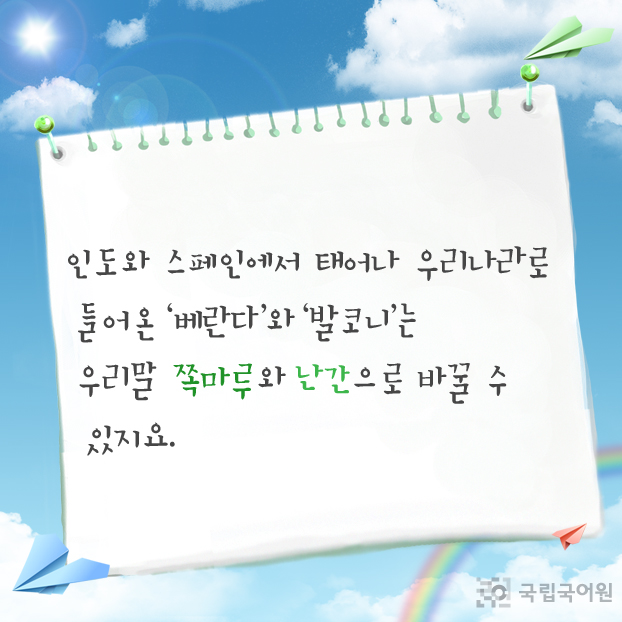 인도와 스페인에서 태어나 우리나라로
들어온 ‘베란다’와 ‘발코니’는
우리말 쪽마루와 난간으로 바꿀 수
있지요.
국립국어원